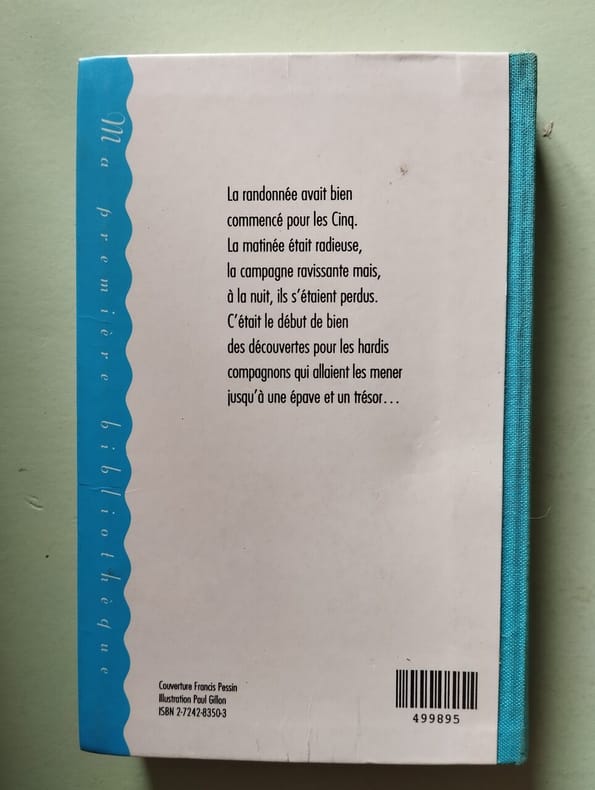 Ma première bibliothèque
La randonnée avait bien
commencé pour les Cinq.
La matinée était radieuse,
la campagne ravissante mais,
à la nuit, ils s'étaient perdus.
C'était le début de bien
des découvertes pour les hardis
compagnons qui allaient les mener
jusqu'à une épave et un trésor...
Couverture Francis Pessin
Illustration Paul Gillon
ISBN 2-7242-8350-3
499895